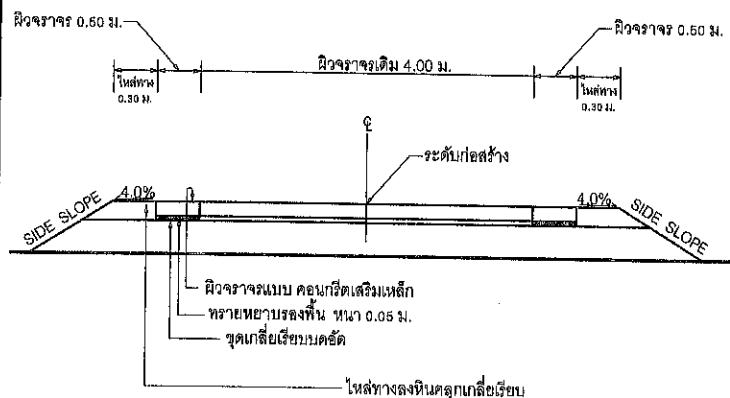 ผิวจราจร 0.50 ม.
ผิวจราจร 0.50 ม.
ผิวจราจรเดิม 4.00 ม.
ไหล่ทาง
0.30 ม.
ไหล่ทาง
0.30 ม.
℄
ระดับก่อสร้าง
4.0%
4.0%
SIDE SLOPE
SIDE SLOPE
ผิวจราจรแบบ คอนกรีตเสริมเหล็ก
ทรายหยาบรองพื้น หนา 0.05 ม.
ขุดเกลี่ยเรียบบดอัด
ไหล่ทางลงหินคลุกเกลี่ยเรียบ